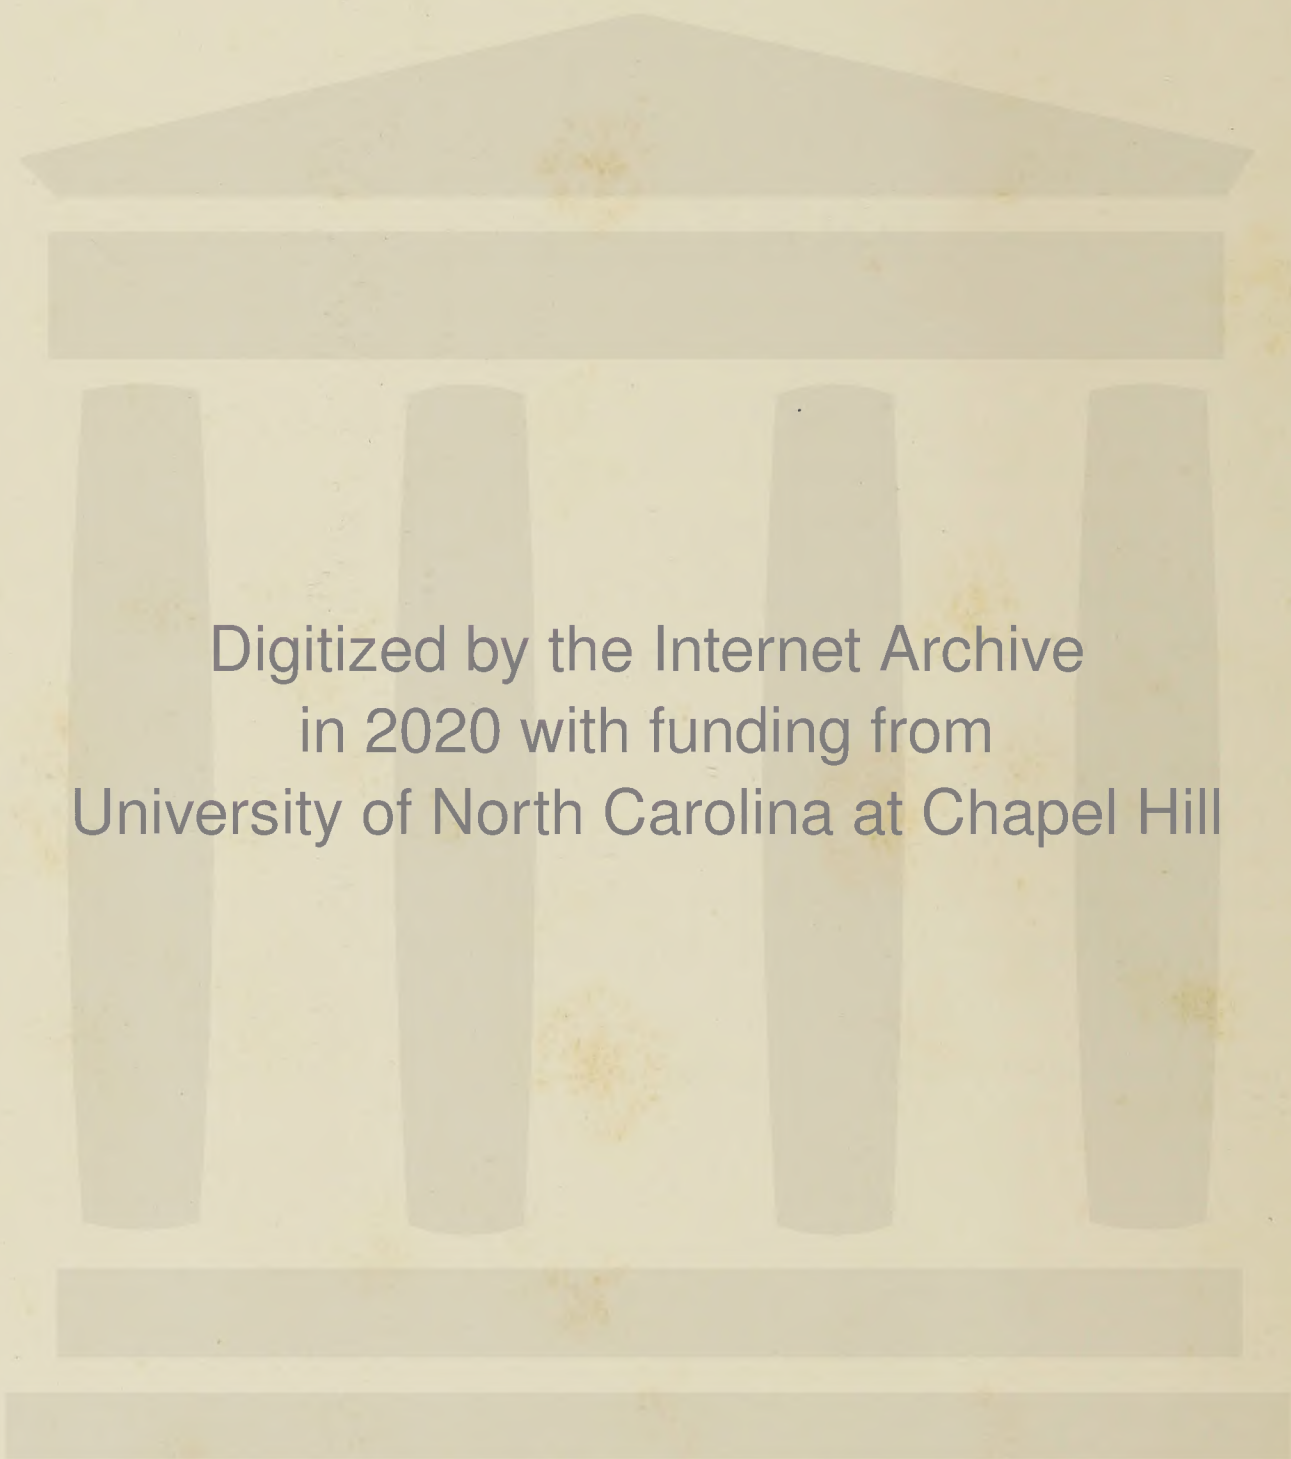 Digitized by the Internet Archive
in 2020 with funding from
University of North Carolina at Chapel Hill